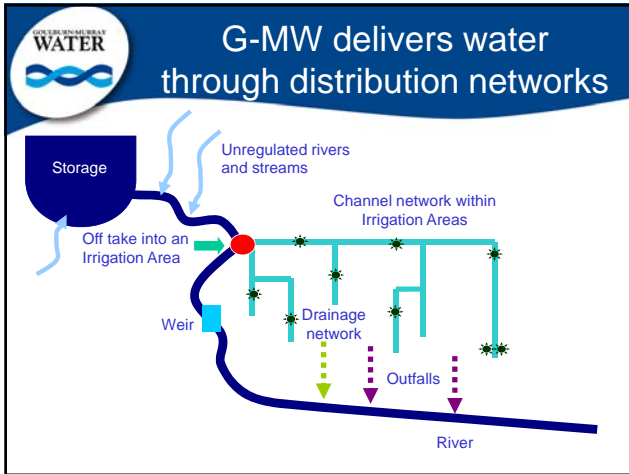 GOULBURN-MURRAY
WATER
G-MW delivers water
through distribution networks
Unregulated rivers
and streams
Storage
Channel network within
Irrigation Areas
Off take into an
Irrigation Area
Weir
Drainage
network
Outfalls
River